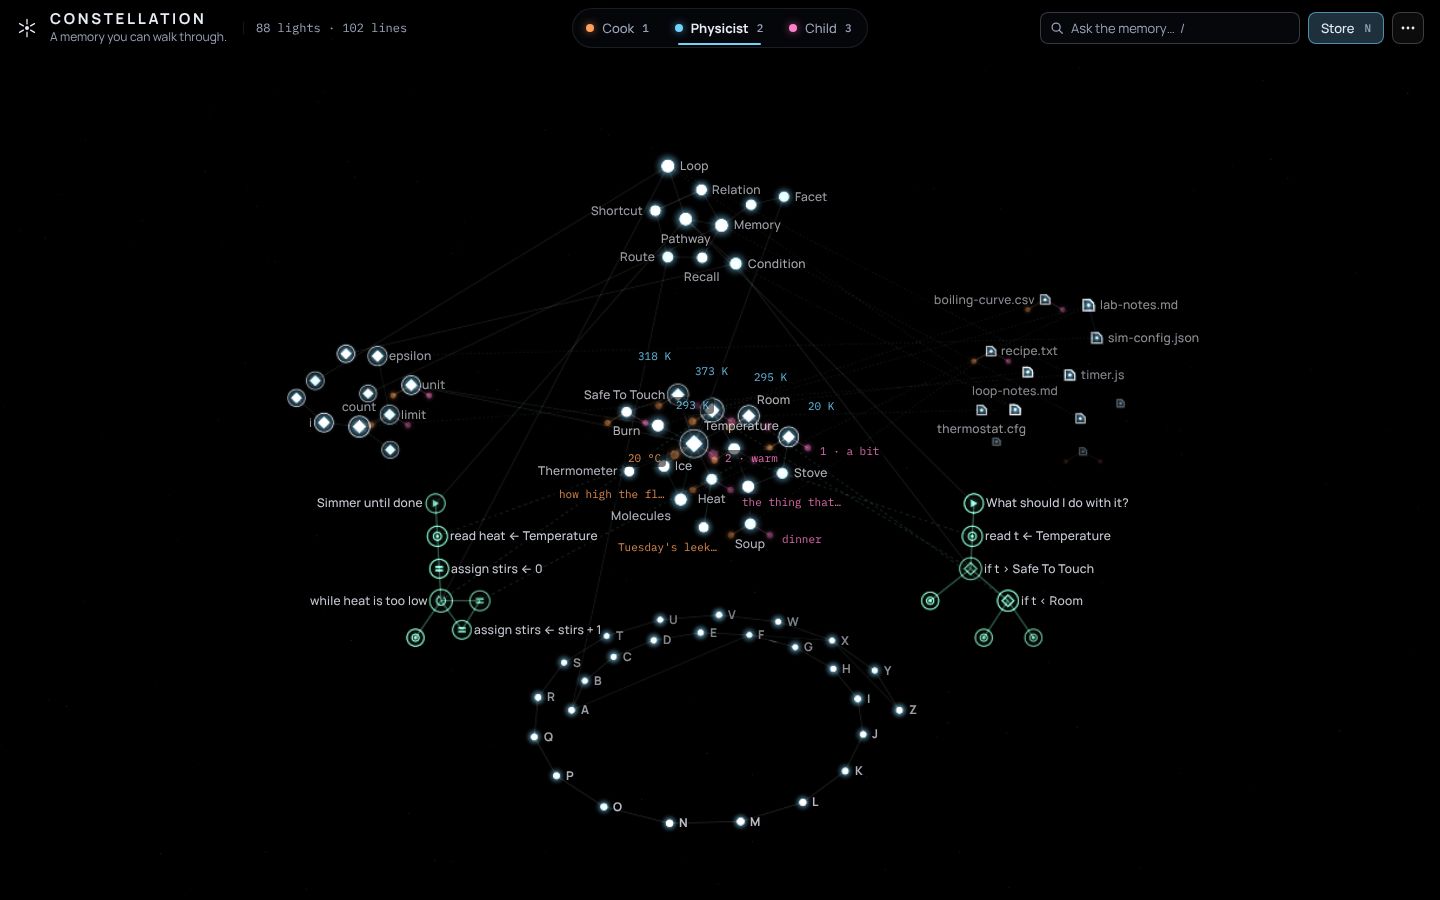 CONSTELLATION
A memory you can walk through.
88 lights · 102 lines
Cook 1
Physicist 2
Child 3
Ask the memory… /
Store N
Loop
Relation
Facet
Shortcut
Memory
Pathway
Route
Recall
Condition
boiling-curve.csv
lab-notes.md
sim-config.json
recipe.txt
timer.js
loop-notes.md
thermostat.cfg
epsilon
unit
count
limit
i
318 K
373 K
295 K
Safe To Touch
293 K
Room
20 K
Burn
Temperature
1 · a bit
20 °C
2 · warm
Ice
Thermometer
Stove
how high the fl…
Heat
the thing that…
Molecules
Tuesday's leek…
Soup
dinner
Simmer until done
read heat ← Temperature
assign stirs ← 0
while heat is too low
assign stirs ← stirs + 1
What should I do with it?
read t ← Temperature
if t > Safe To Touch
if t < Room
A
B
C
D
E
F
G
H
I
J
K
L
M
N
O
P
Q
R
S
T
U
V
W
X
Y
Z